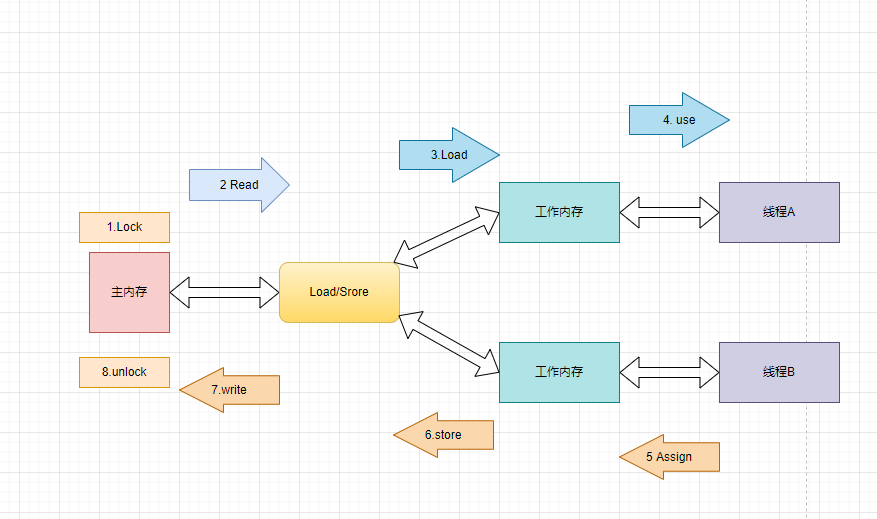 4. use
3.Load
2 Read
1.Lock
工作内存
线程A
主内存
Load/Srore
8.unlock
7.write
工作内存
线程B
6.store
5 Assign